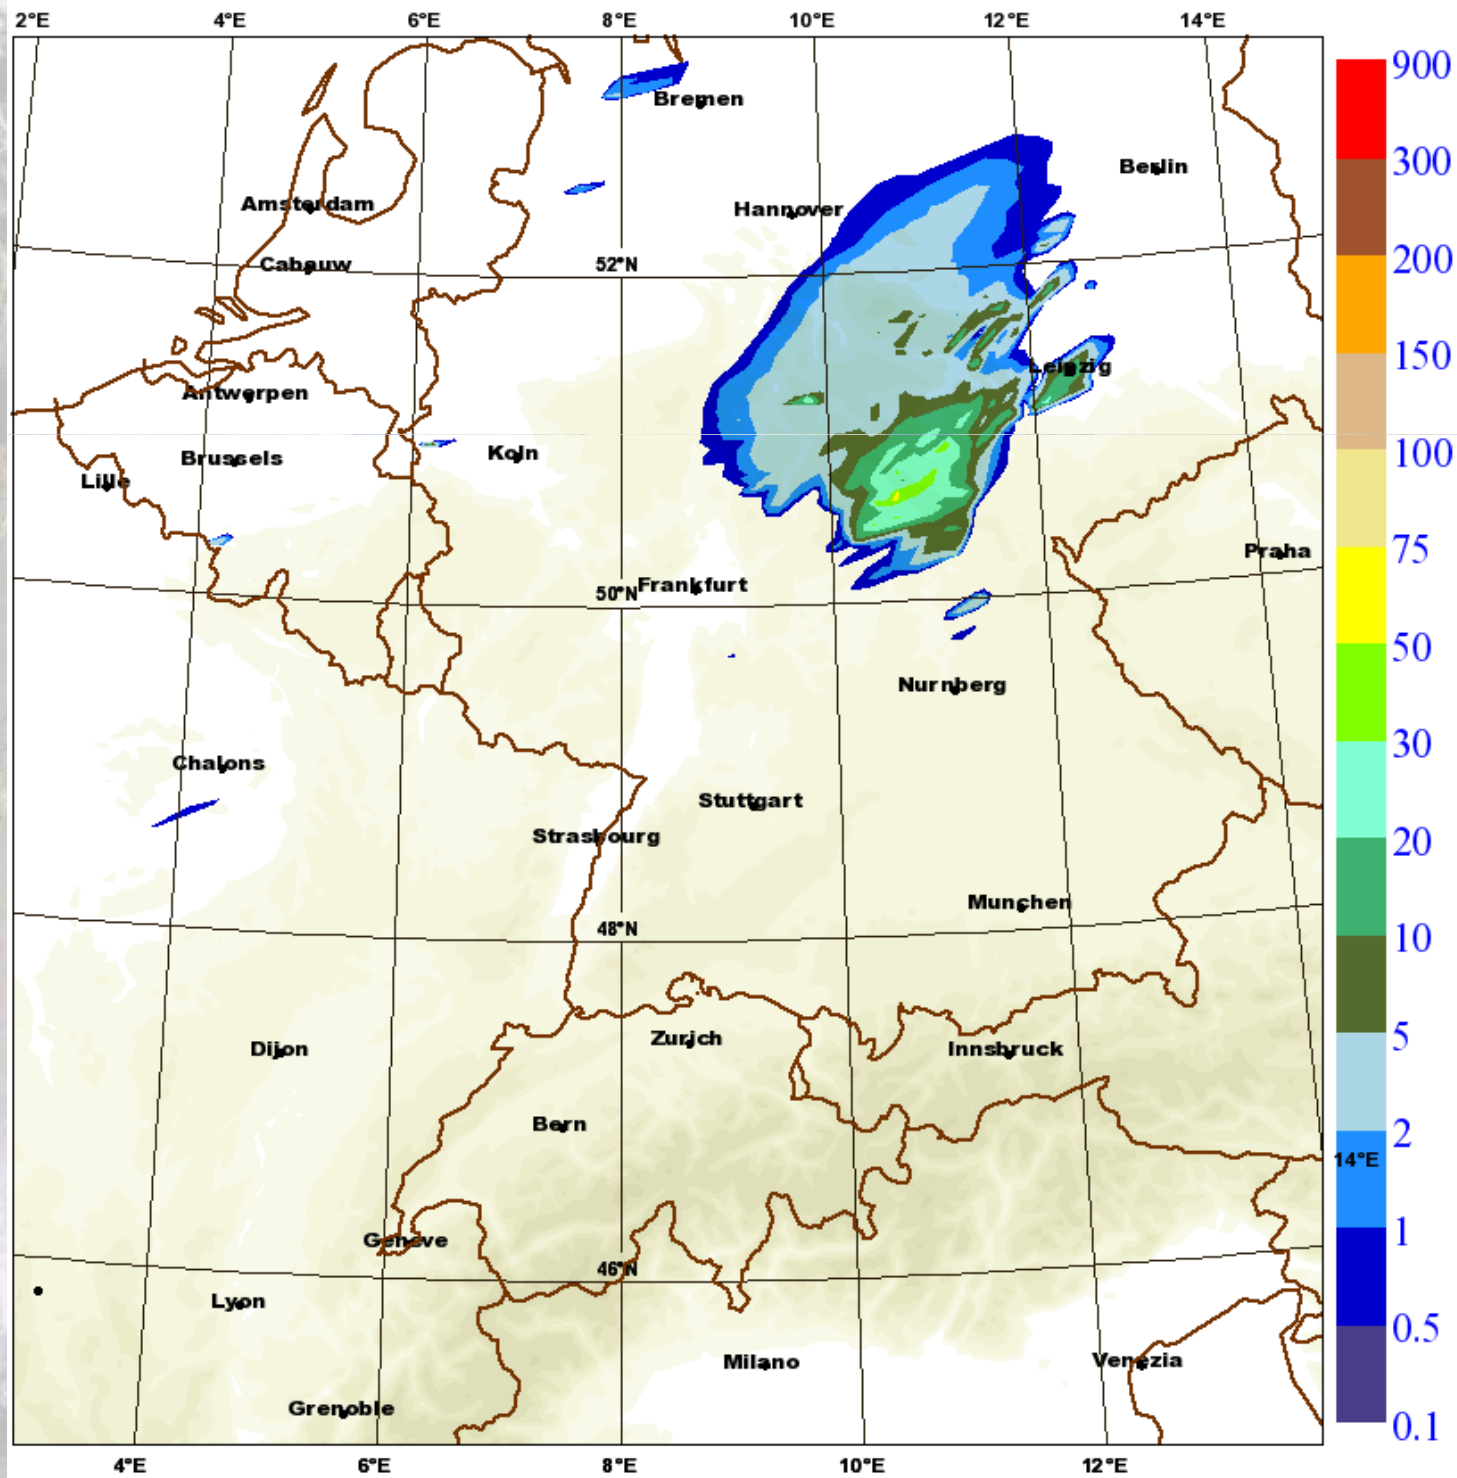 2°E 4°E 6°E 8°E 10°E 12°E 14°E
900
Bremen
300
Berlin
Amsterdam
Hannover
200
Cabauw
52°N
150
Leipzig
Antwerpen
100
Koln
Brussels
Lille
75
Praha
Frankfurt
50°N
50
Nurnberg
30
Chalons
Stuttgart
20
Strasbourg
Munchen
48°N
10
5
Zurich
Dijon
Innsbruck
Bern
2
14°E
1
Geneve
46°N
Lyon
0.5
Milano
Venezia
Grenoble
0.1
4°E 6°E 8°E 10°E 12°E